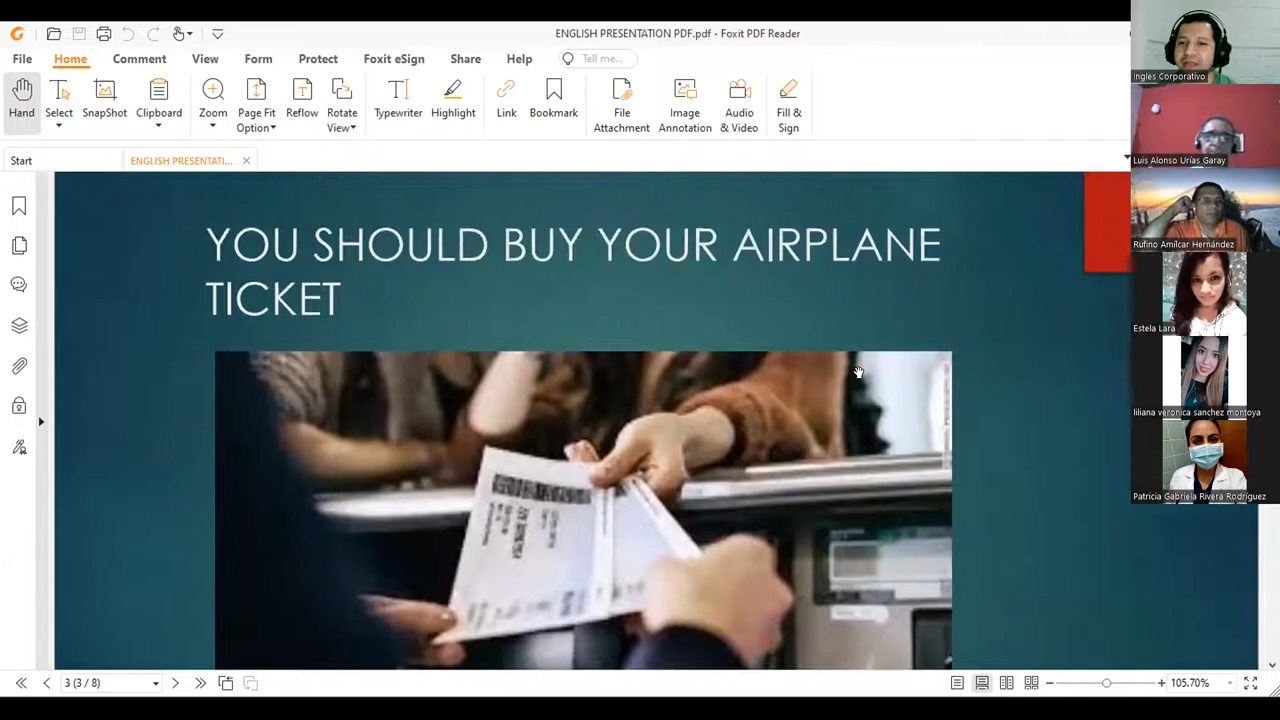 ENGLISH PRESENTATION PDF.pdf - Foxit PDF Reader
File Home Comment View Form Protect Foxit eSign Share Help Tell me...
Hand Select SnapShot Clipboard Zoom Page Fit Option Reflow Rotate View Typewriter Highlight Link Bookmark File Attachment Image Annotation Audio & Video Fill & Sign
Start ENGLISH PRESENTATI...
YOU SHOULD BUY YOUR AIRPLANE
TICKET
3 (3 / 8) 105.70%
Ingles Corporativo
Luis Alonso Urías Garay
Rufino Amílcar Hernández
Estela Lara
liliana veronica sanchez montoya
Patricia Gabriela Rivera Rodríguez